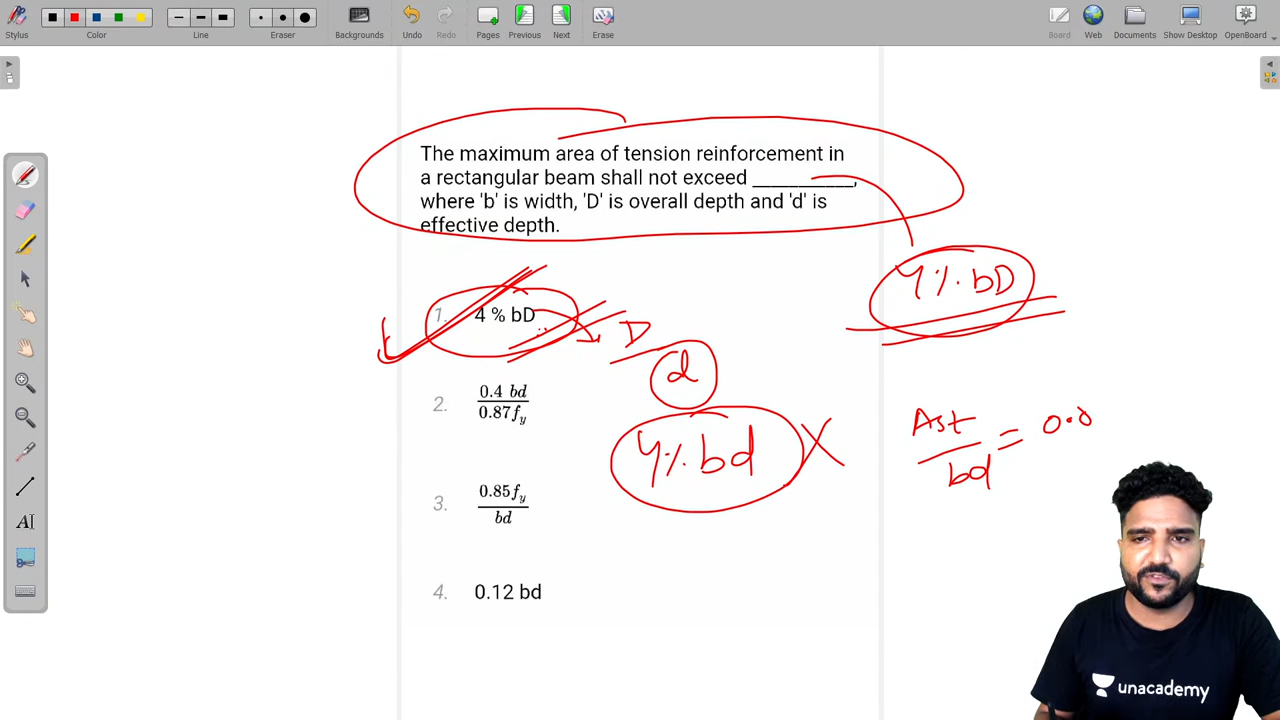 Stylus
Color
Line
Eraser
Backgrounds
Undo
Redo
Pages
Previous
Next
Erase
Board
Web
Documents
Show Desktop
OpenBoard
The maximum area of tension reinforcement in
a rectangular beam shall not exceed ___________,
where 'b' is width, 'D' is overall depth and 'd' is
effective depth.
4 % bD
1. 4 % bD
D
d
2. 0.4 bd / 0.87fy
4 % bd X
Ast / bd = 0.8
3. 0.85fy / bd
4. 0.12 bd
AI
unacademy